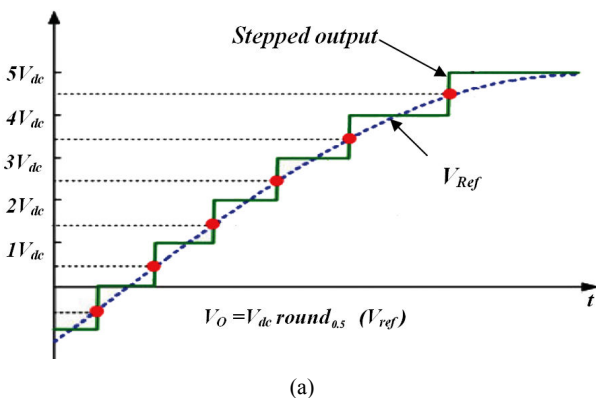 Stepped output
5Vdc
4Vdc
3Vdc
VRef
2Vdc
1Vdc
t
VO =Vdc round0.5 (Vref)
(a)